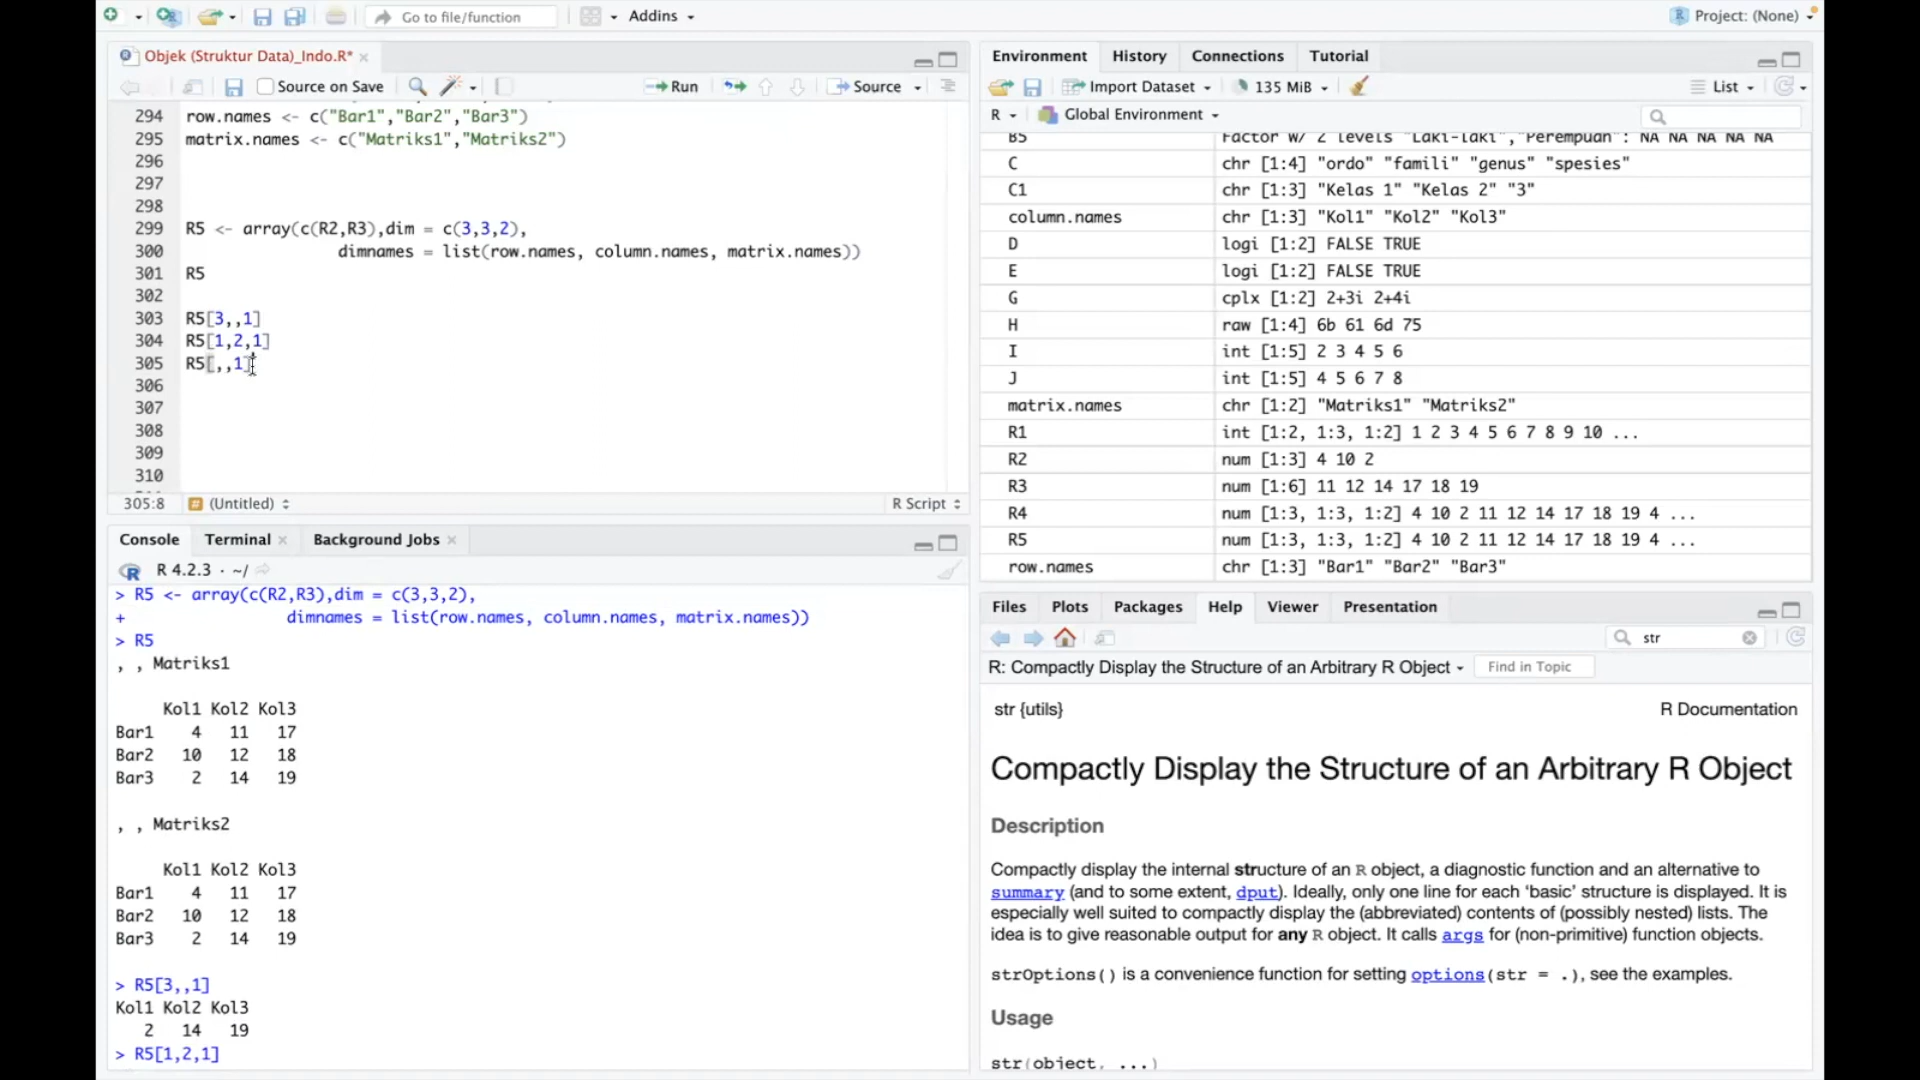 Go to file/function
Addins
Project: (None)
Objek (Struktur Data)_Indo.R*
Source on Save
Run
Source
294 row.names <- c("Bar1","Bar2","Bar3")
295 matrix.names <- c("Matriks1","Matriks2")
296
297
298
299 R5 <- array(c(R2,R3),dim = c(3,3,2),
300 dimnames = list(row.names, column.names, matrix.names))
301 R5
302
303 R5[3,,1]
304 R5[1,2,1]
305 R5[,,1]
306
307
308
309
310
305:8 (Untitled) R Script
Console Terminal Background Jobs
R 4.2.3 · ~/
> R5 <- array(c(R2,R3),dim = c(3,3,2),
+ dimnames = list(row.names, column.names, matrix.names))
> R5
, , Matriks1
Kol1 Kol2 Kol3
Bar1 4 11 17
Bar2 10 12 18
Bar3 2 14 19
, , Matriks2
Kol1 Kol2 Kol3
Bar1 4 11 17
Bar2 10 12 18
Bar3 2 14 19
> R5[3,,1]
Kol1 Kol2 Kol3
2 14 19
> R5[1,2,1]
Environment History Connections Tutorial
Import Dataset 135 MiB List
R Global Environment
B5 Factor w/ 2 levels "Laki-laki","Perempuan": NA NA NA NA NA
C chr [1:4] "ordo" "famili" "genus" "spesies"
C1 chr [1:3] "Kelas 1" "Kelas 2" "3"
column.names chr [1:3] "Kol1" "Kol2" "Kol3"
D logi [1:2] FALSE TRUE
E logi [1:2] FALSE TRUE
G cplx [1:2] 2+3i 2+4i
H raw [1:4] 6b 61 6d 75
I int [1:5] 2 3 4 5 6
J int [1:5] 4 5 6 7 8
matrix.names chr [1:2] "Matriks1" "Matriks2"
R1 int [1:2, 1:3, 1:2] 1 2 3 4 5 6 7 8 9 10 ...
R2 num [1:3] 4 10 2
R3 num [1:6] 11 12 14 17 18 19
R4 num [1:3, 1:3, 1:2] 4 10 2 11 12 14 17 18 19 4 ...
R5 num [1:3, 1:3, 1:2] 4 10 2 11 12 14 17 18 19 4 ...
row.names chr [1:3] "Bar1" "Bar2" "Bar3"
Files Plots Packages Help Viewer Presentation
str
R: Compactly Display the Structure of an Arbitrary R Object Find in Topic
str {utils} R Documentation
Compactly Display the Structure of an Arbitrary R Object
Description
Compactly display the internal structure of an R object, a diagnostic function and an alternative to
summary (and to some extent, dput). Ideally, only one line for each ‘basic’ structure is displayed. It is
especially well suited to compactly display the (abbreviated) contents of (possibly nested) lists. The
idea is to give reasonable output for any R object. It calls args for (non-primitive) function objects.
strOptions() is a convenience function for setting options(str = .), see the examples.
Usage
str(object, ...)